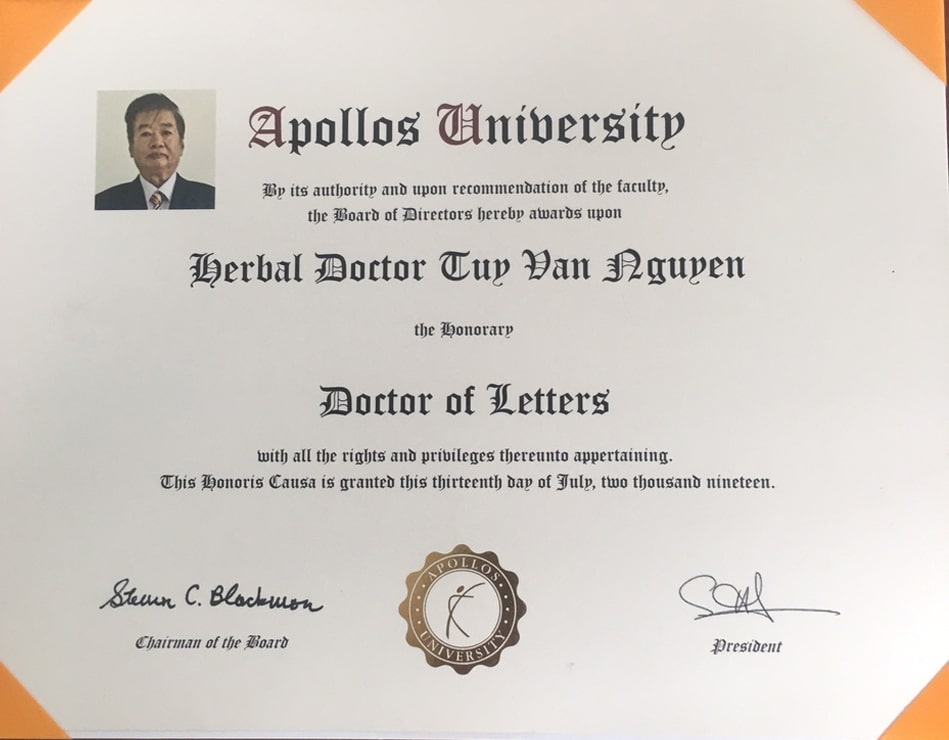 Apollos University
By its authority and upon recommendation of the faculty,
the Board of Directors hereby awards upon
Herbal Doctor Tuy Van Nguyen
the Honorary
Doctor of Letters
with all the rights and privileges thereunto appertaining.
This Honoris Causa is granted this thirteenth day of July, two thousand nineteen.
Steven C. Blackmon
Chairman of the Board
APOLLOS
UNIVERSITY
President